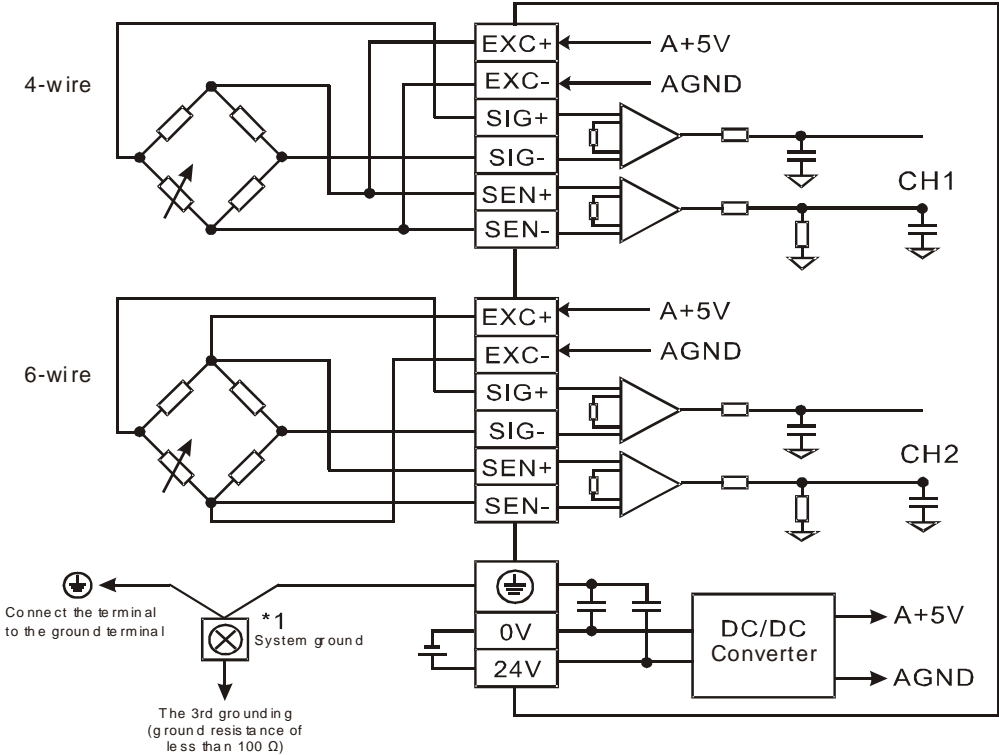 4-wire
EXC+
A+5V
EXC-
AGND
SIG+
SIG-
SEN+
CH1
SEN-
6-wire
EXC+
A+5V
EXC-
AGND
SIG+
SIG-
SEN+
CH2
SEN-
Connect the terminal
to the ground terminal
*1
System ground
0V
24V
DC/DC
Converter
A+5V
AGND
The 3rd grounding
(ground resistance of
less than 100 Ω)